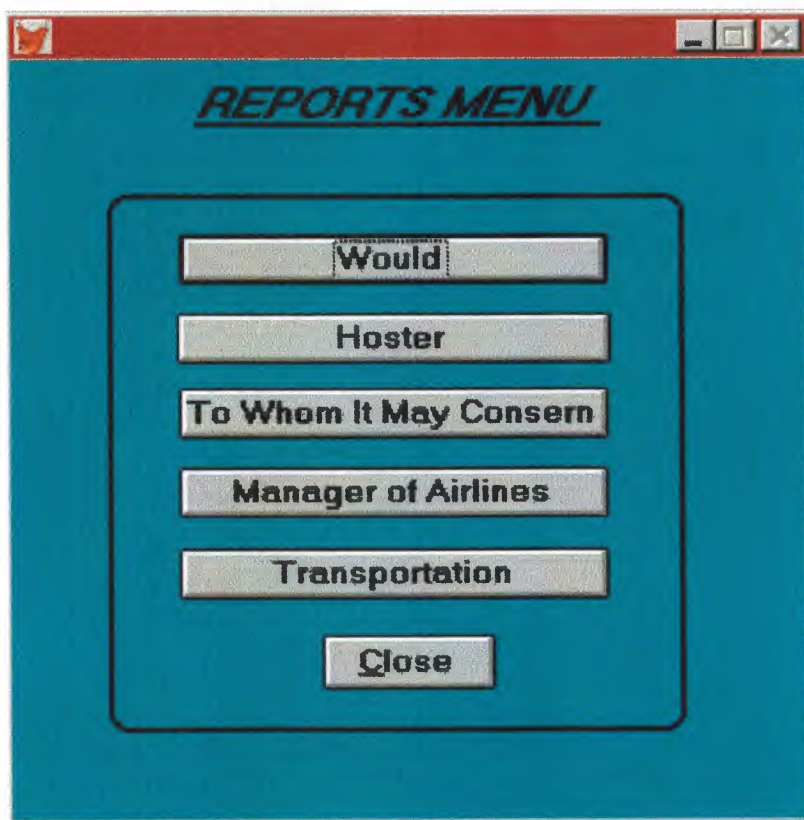 REPORTS MENU
Would
Hoster
To Whom It May Consern
Manager of Airlines
Transportation
Close